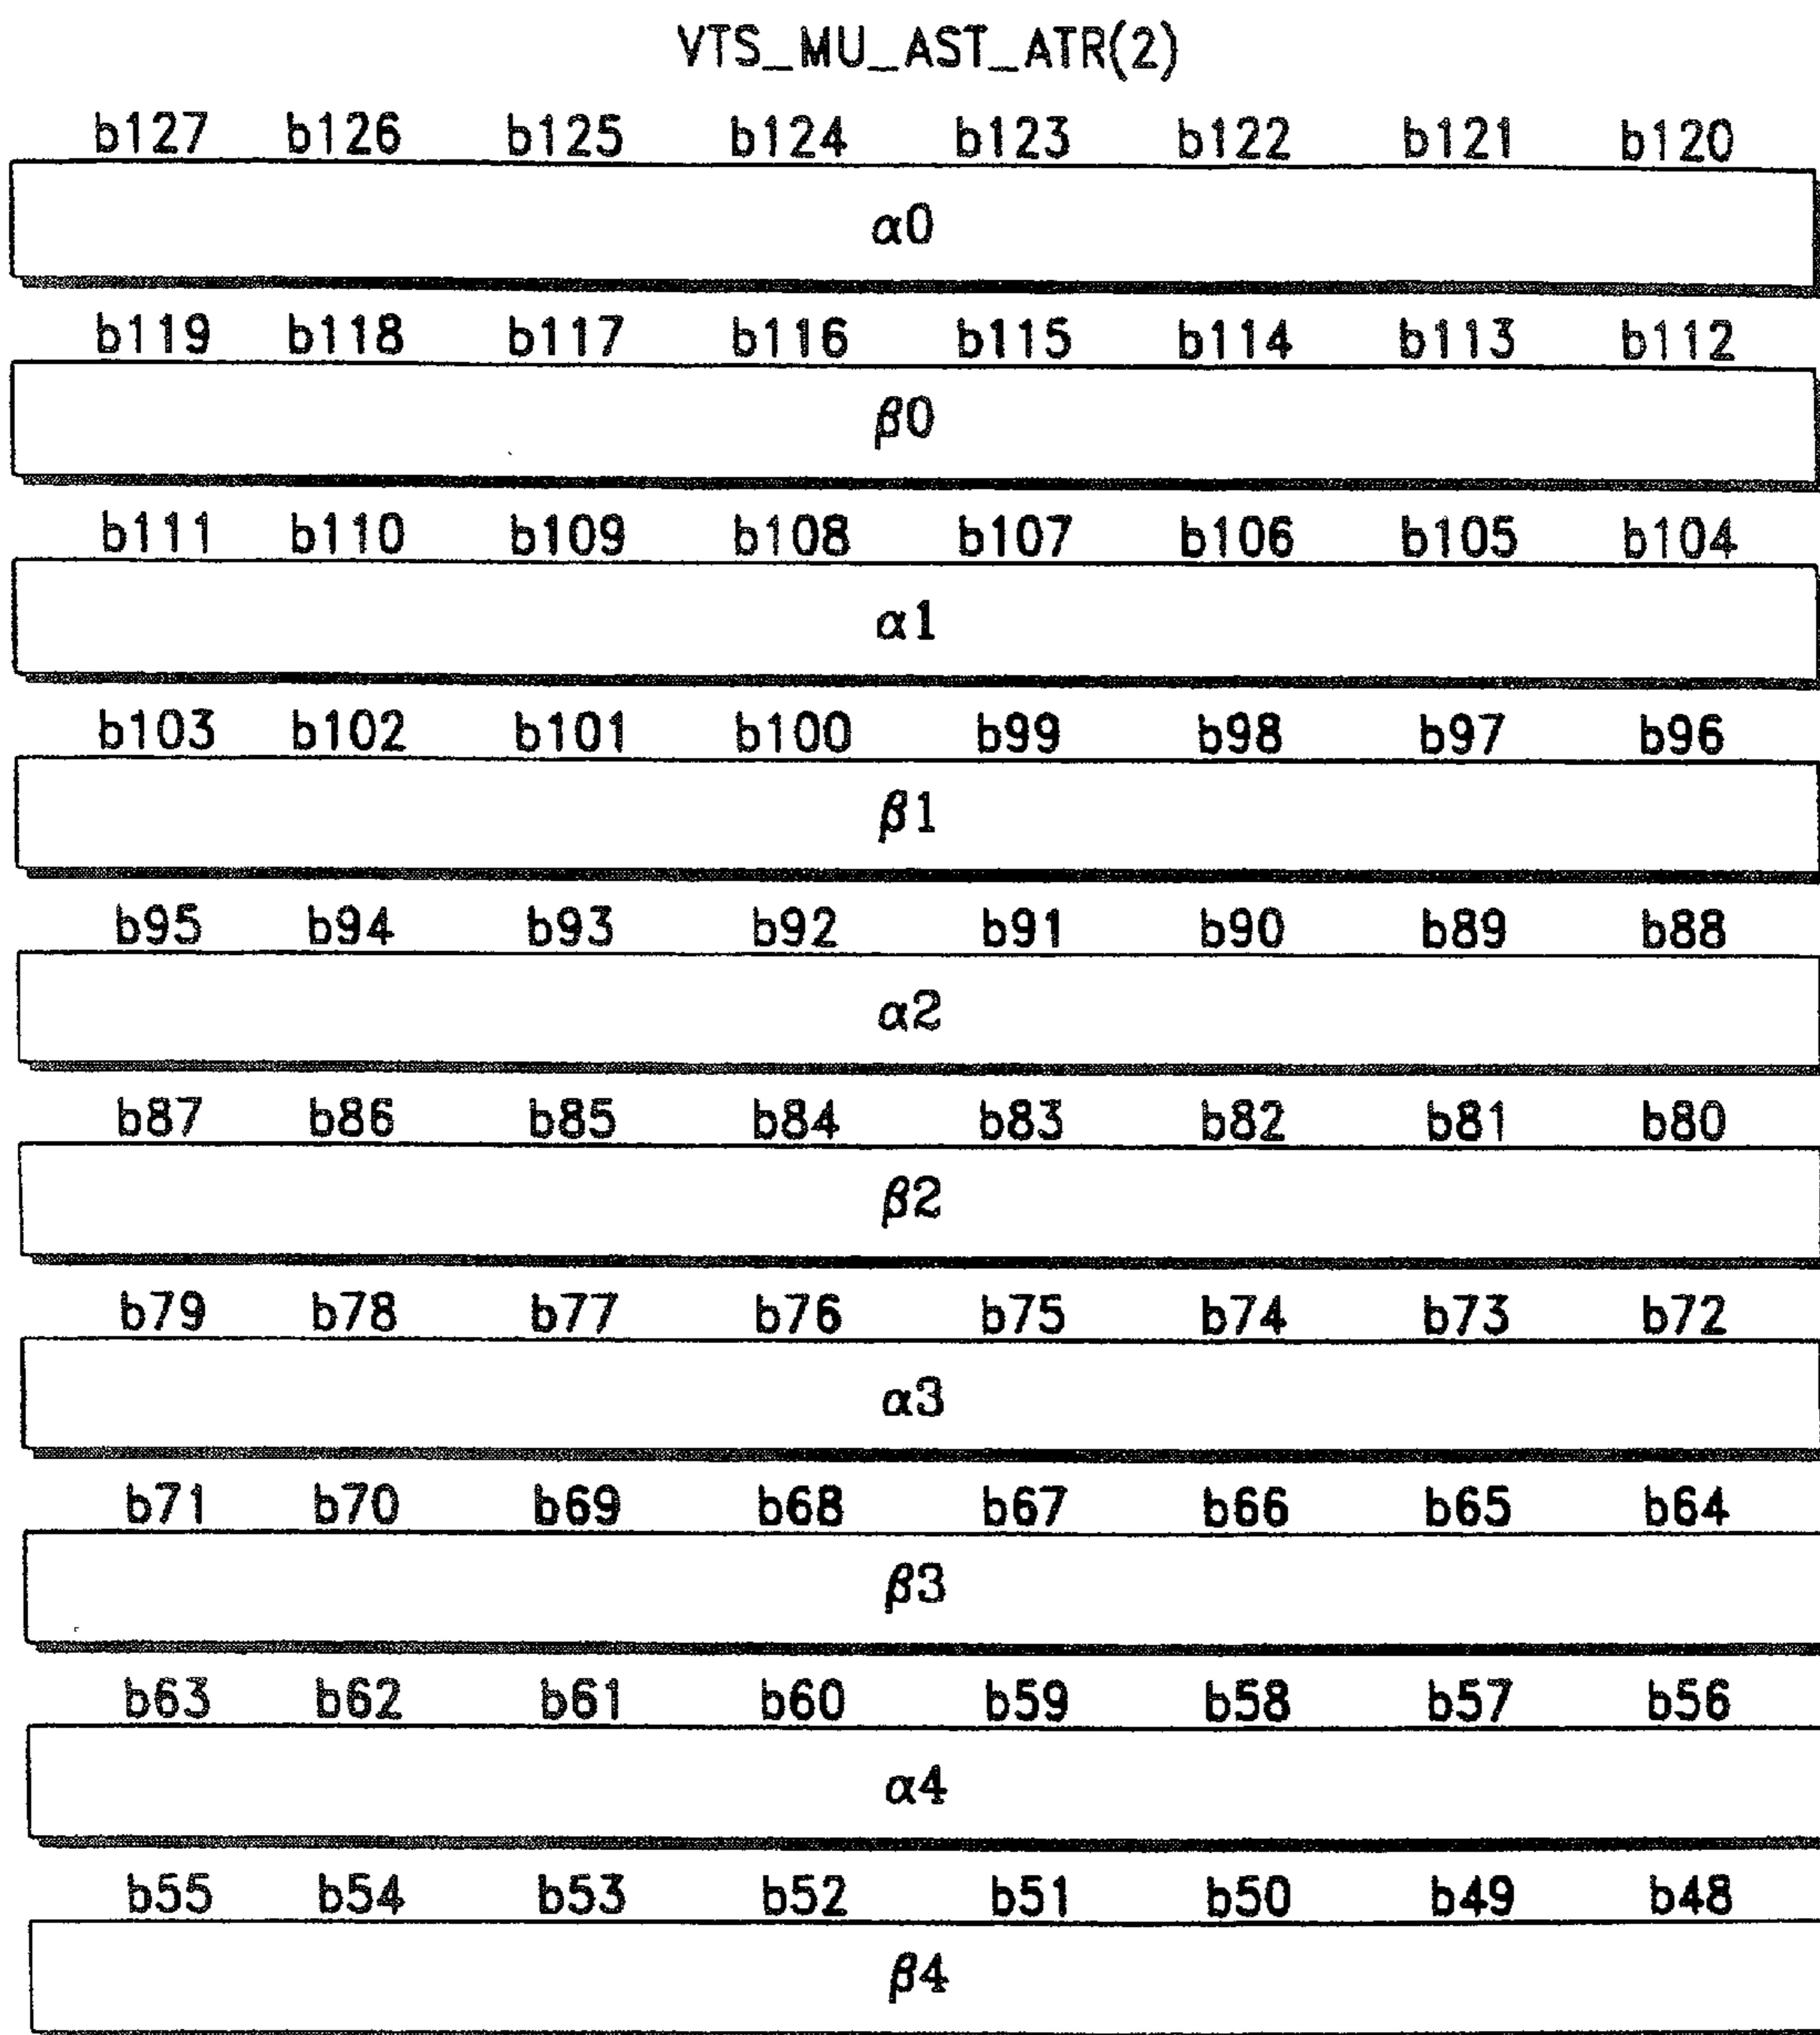 VTS_MU_AST_ATR(2)
b127 b126 b125 b124 b123 b122 b121 b120
α0
b119 b118 b117 b116 b115 b114 b113 b112
β0
b111 b110 b109 b108 b107 b106 b105 b104
α1
b103 b102 b101 b100 b99 b98 b97 b96
β1
b95 b94 b93 b92 b91 b90 b89 b88
α2
b87 b86 b85 b84 b83 b82 b81 b80
β2
b79 b78 b77 b76 b75 b74 b73 b72
α3
b71 b70 b69 b68 b67 b66 b65 b64
β3
b63 b62 b61 b60 b59 b58 b57 b56
α4
b55 b54 b53 b52 b51 b50 b49 b48
β4